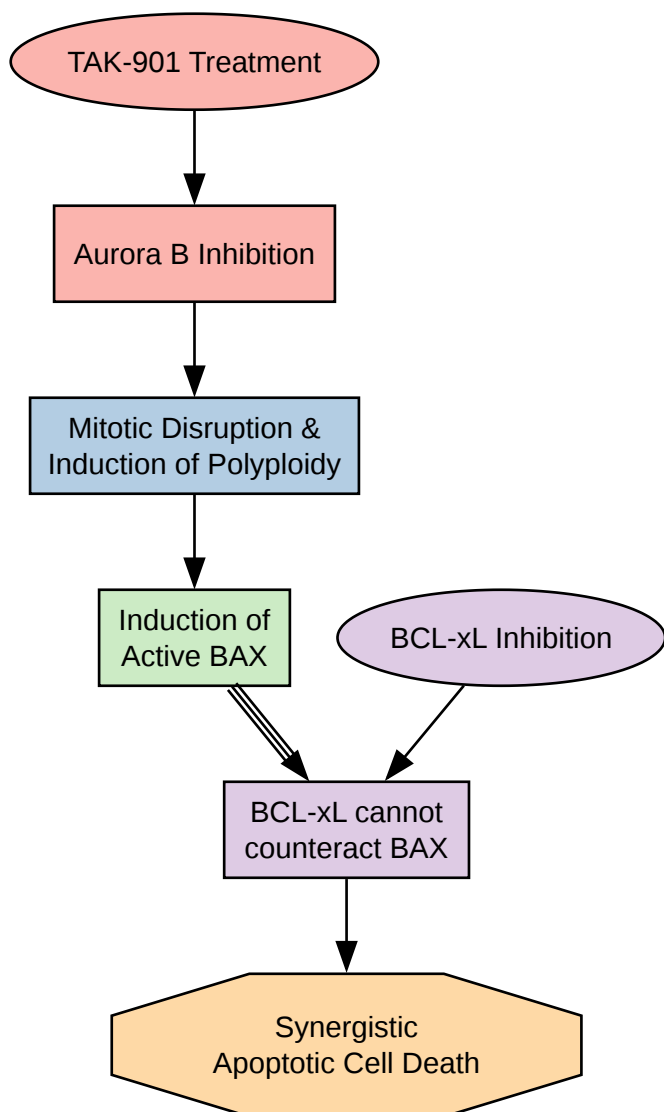 TAK-901 Treatment
Aurora B Inhibition
Mitotic Disruption &
Induction of Polyploidy
Induction of
Active BAX
BCL-xL Inhibition
BCL-xL cannot
counteract BAX
Synergistic
Apoptotic Cell Death